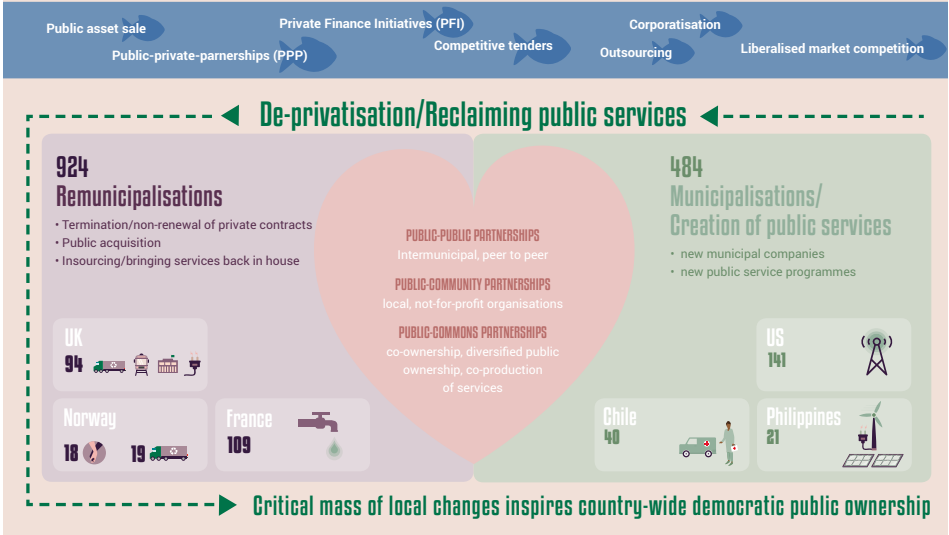 Public asset sale
Private Finance Initiatives (PFI)
Corporatisation
Public-private-parnerships (PPP)
Competitive tenders
Outsourcing
Liberalised market competition
De-privatisation/Reclaiming public services
924
Remunicipalisations
• Termination/non-renewal of private contracts
• Public acquisition
• Insourcing/bringing services back in house
PUBLIC-PUBLIC PARTNERSHIPS
Intermunicipal, peer to peer
PUBLIC-COMMUNITY PARTNERSHIPS
local, not-for-profit organisations
PUBLIC-COMMONS PARTNERSHIPS
co-ownership, diversified public
ownership, co-production
of services
484
Municipalisations/
Creation of public services
• new municipal companies
• new public service programmes
UK
94
Norway
18 19
France
109
US
141
Chile
40
Philippines
21
Critical mass of local changes inspires country-wide democratic public ownership